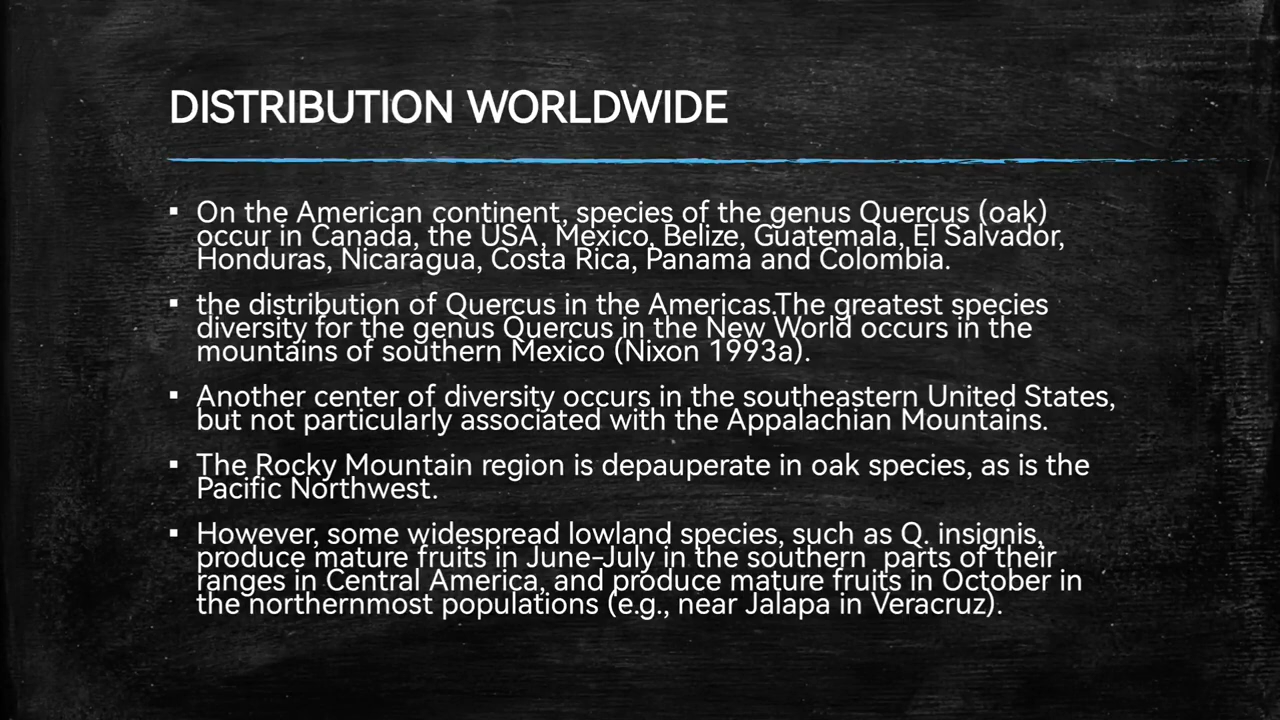 DISTRIBUTION WORLDWIDE
▪ On the American continent, species of the genus Quercus (oak)
occur in Canada, the USA, Mexico, Belize, Guatemala, El Salvador,
Honduras, Nicaragua, Costa Rica, Panama and Colombia.
▪ the distribution of Quercus in the Americas.The greatest species
diversity for the genus Quercus in the New World occurs in the
mountains of southern Mexico (Nixon 1993a).
▪ Another center of diversity occurs in the southeastern United States,
but not particularly associated with the Appalachian Mountains.
▪ The Rocky Mountain region is depauperate in oak species, as is the
Pacific Northwest.
▪ However, some widespread lowland species, such as Q. insignis,
produce mature fruits in June-July in the southern  parts of their
ranges in Central America, and produce mature fruits in October in
the northernmost populations (e.g., near Jalapa in Veracruz).